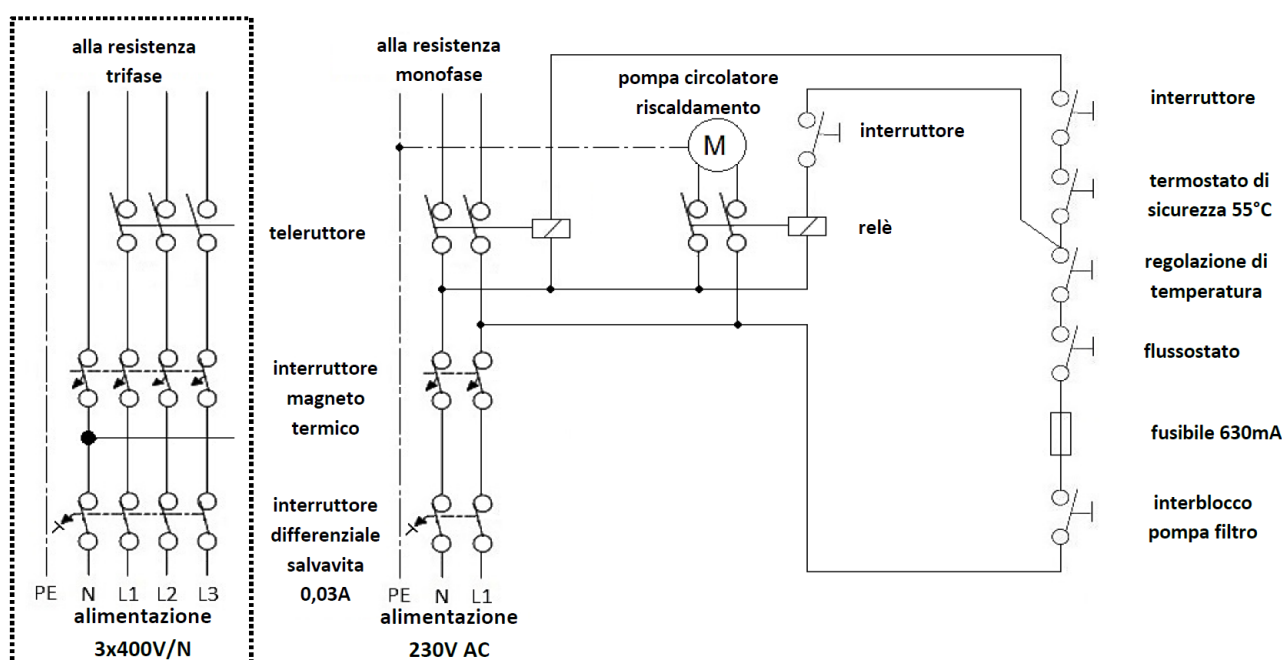 alla resistenza
trifase
alla resistenza
monofase
pompa circolatore
riscaldamento
M
interruttore
interruttore
termostato di
sicurezza 55°C
teleruttore
relè
regolazione di
temperatura
flussostato
interruttore
magneto
termico
fusibile 630mA
interruttore
differenziale
salvavita
0,03A
interblocco
pompa filtro
PE N L1 L2 L3
alimentazione
3x400V/N
PE N L1
alimentazione
230V AC